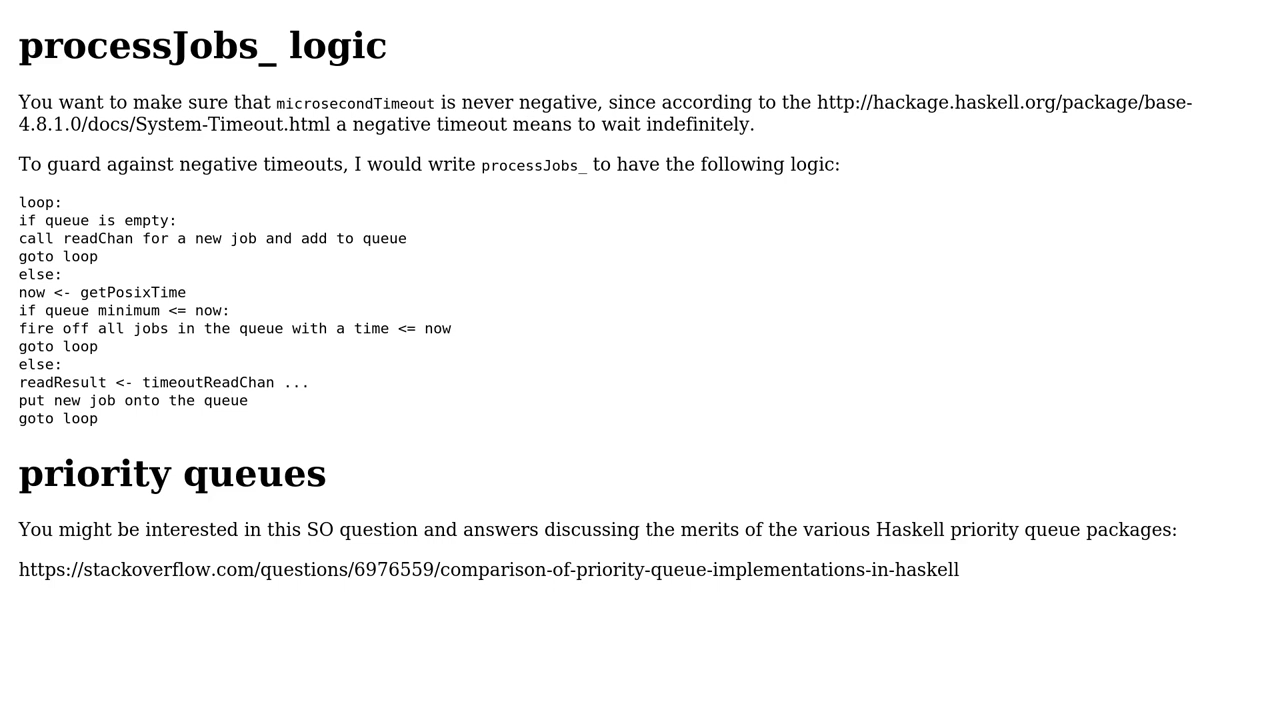 processJobs_ logic
You want to make sure that microsecondTimeout is never negative, since according to the http://hackage.haskell.org/package/base-
4.8.1.0/docs/System-Timeout.html a negative timeout means to wait indefinitely.
To guard against negative timeouts, I would write processJobs_ to have the following logic:
loop:
if queue is empty:
call readChan for a new job and add to queue
goto loop
else:
now <- getPosixTime
if queue minimum <= now:
fire off all jobs in the queue with a time <= now
goto loop
else:
readResult <- timeoutReadChan ...
put new job onto the queue
goto loop
priority queues
You might be interested in this SO question and answers discussing the merits of the various Haskell priority queue packages:
https://stackoverflow.com/questions/6976559/comparison-of-priority-queue-implementations-in-haskell